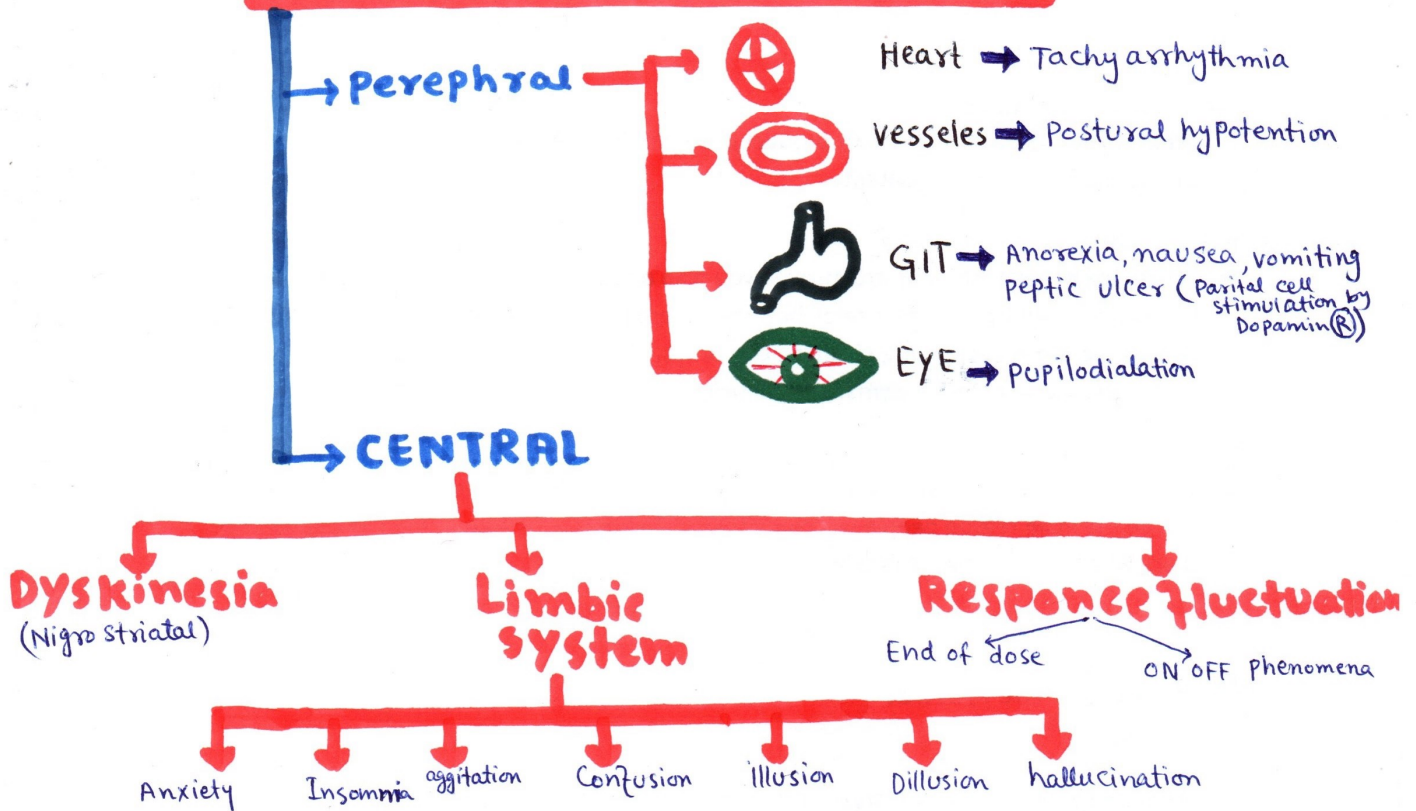 Perephral
Heart ➡ Tachy arrhythmia
Vesseles ➡ Postural hypotention
GIT ➡ Anorexia, nausea, vomiting
peptic ulcer (Parital cell
stimulation by
Dopamin Ⓡ)
EYE ➡ pupilodialation
CENTRAL
Dyskinesia
(Nigro striatal)
Limbic
system
Responce fluctuation
End of dose
ON OFF phenomena
Anxiety
Insomnia
aggitation
Confusion
illusion
Dillusion
hallucination